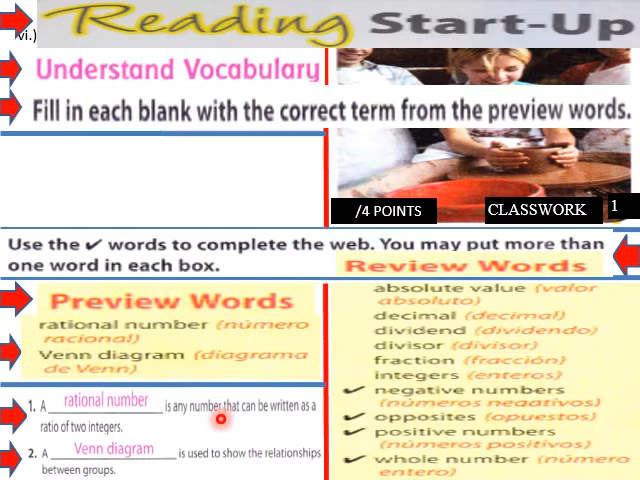 vi.)
Reading Start-Up
Understand Vocabulary
Fill in each blank with the correct term from the preview words.
/4 POINTS
CLASSWORK
1
Use the ✔ words to complete the web. You may put more than
one word in each box.
Preview Words
rational number (número
racional)
Venn diagram (diagrama
de Venn)
1. A rational number is any number that can be written as a
ratio of two integers.
2. A Venn diagram is used to show the relationships
between groups.
Review Words
absolute value (valor
absoluto)
decimal (decimal)
dividend (dividendo)
divisor (divisor)
fraction (fracción)
integers (enteros)
✔ negative numbers
(números negativos)
✔ opposites (opuestos)
✔ positive numbers
(números positivos)
✔ whole number (número
entero)